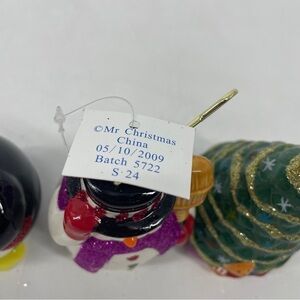 ©Mr Christmas
China
05/10/2009
Batch 5722
S-24